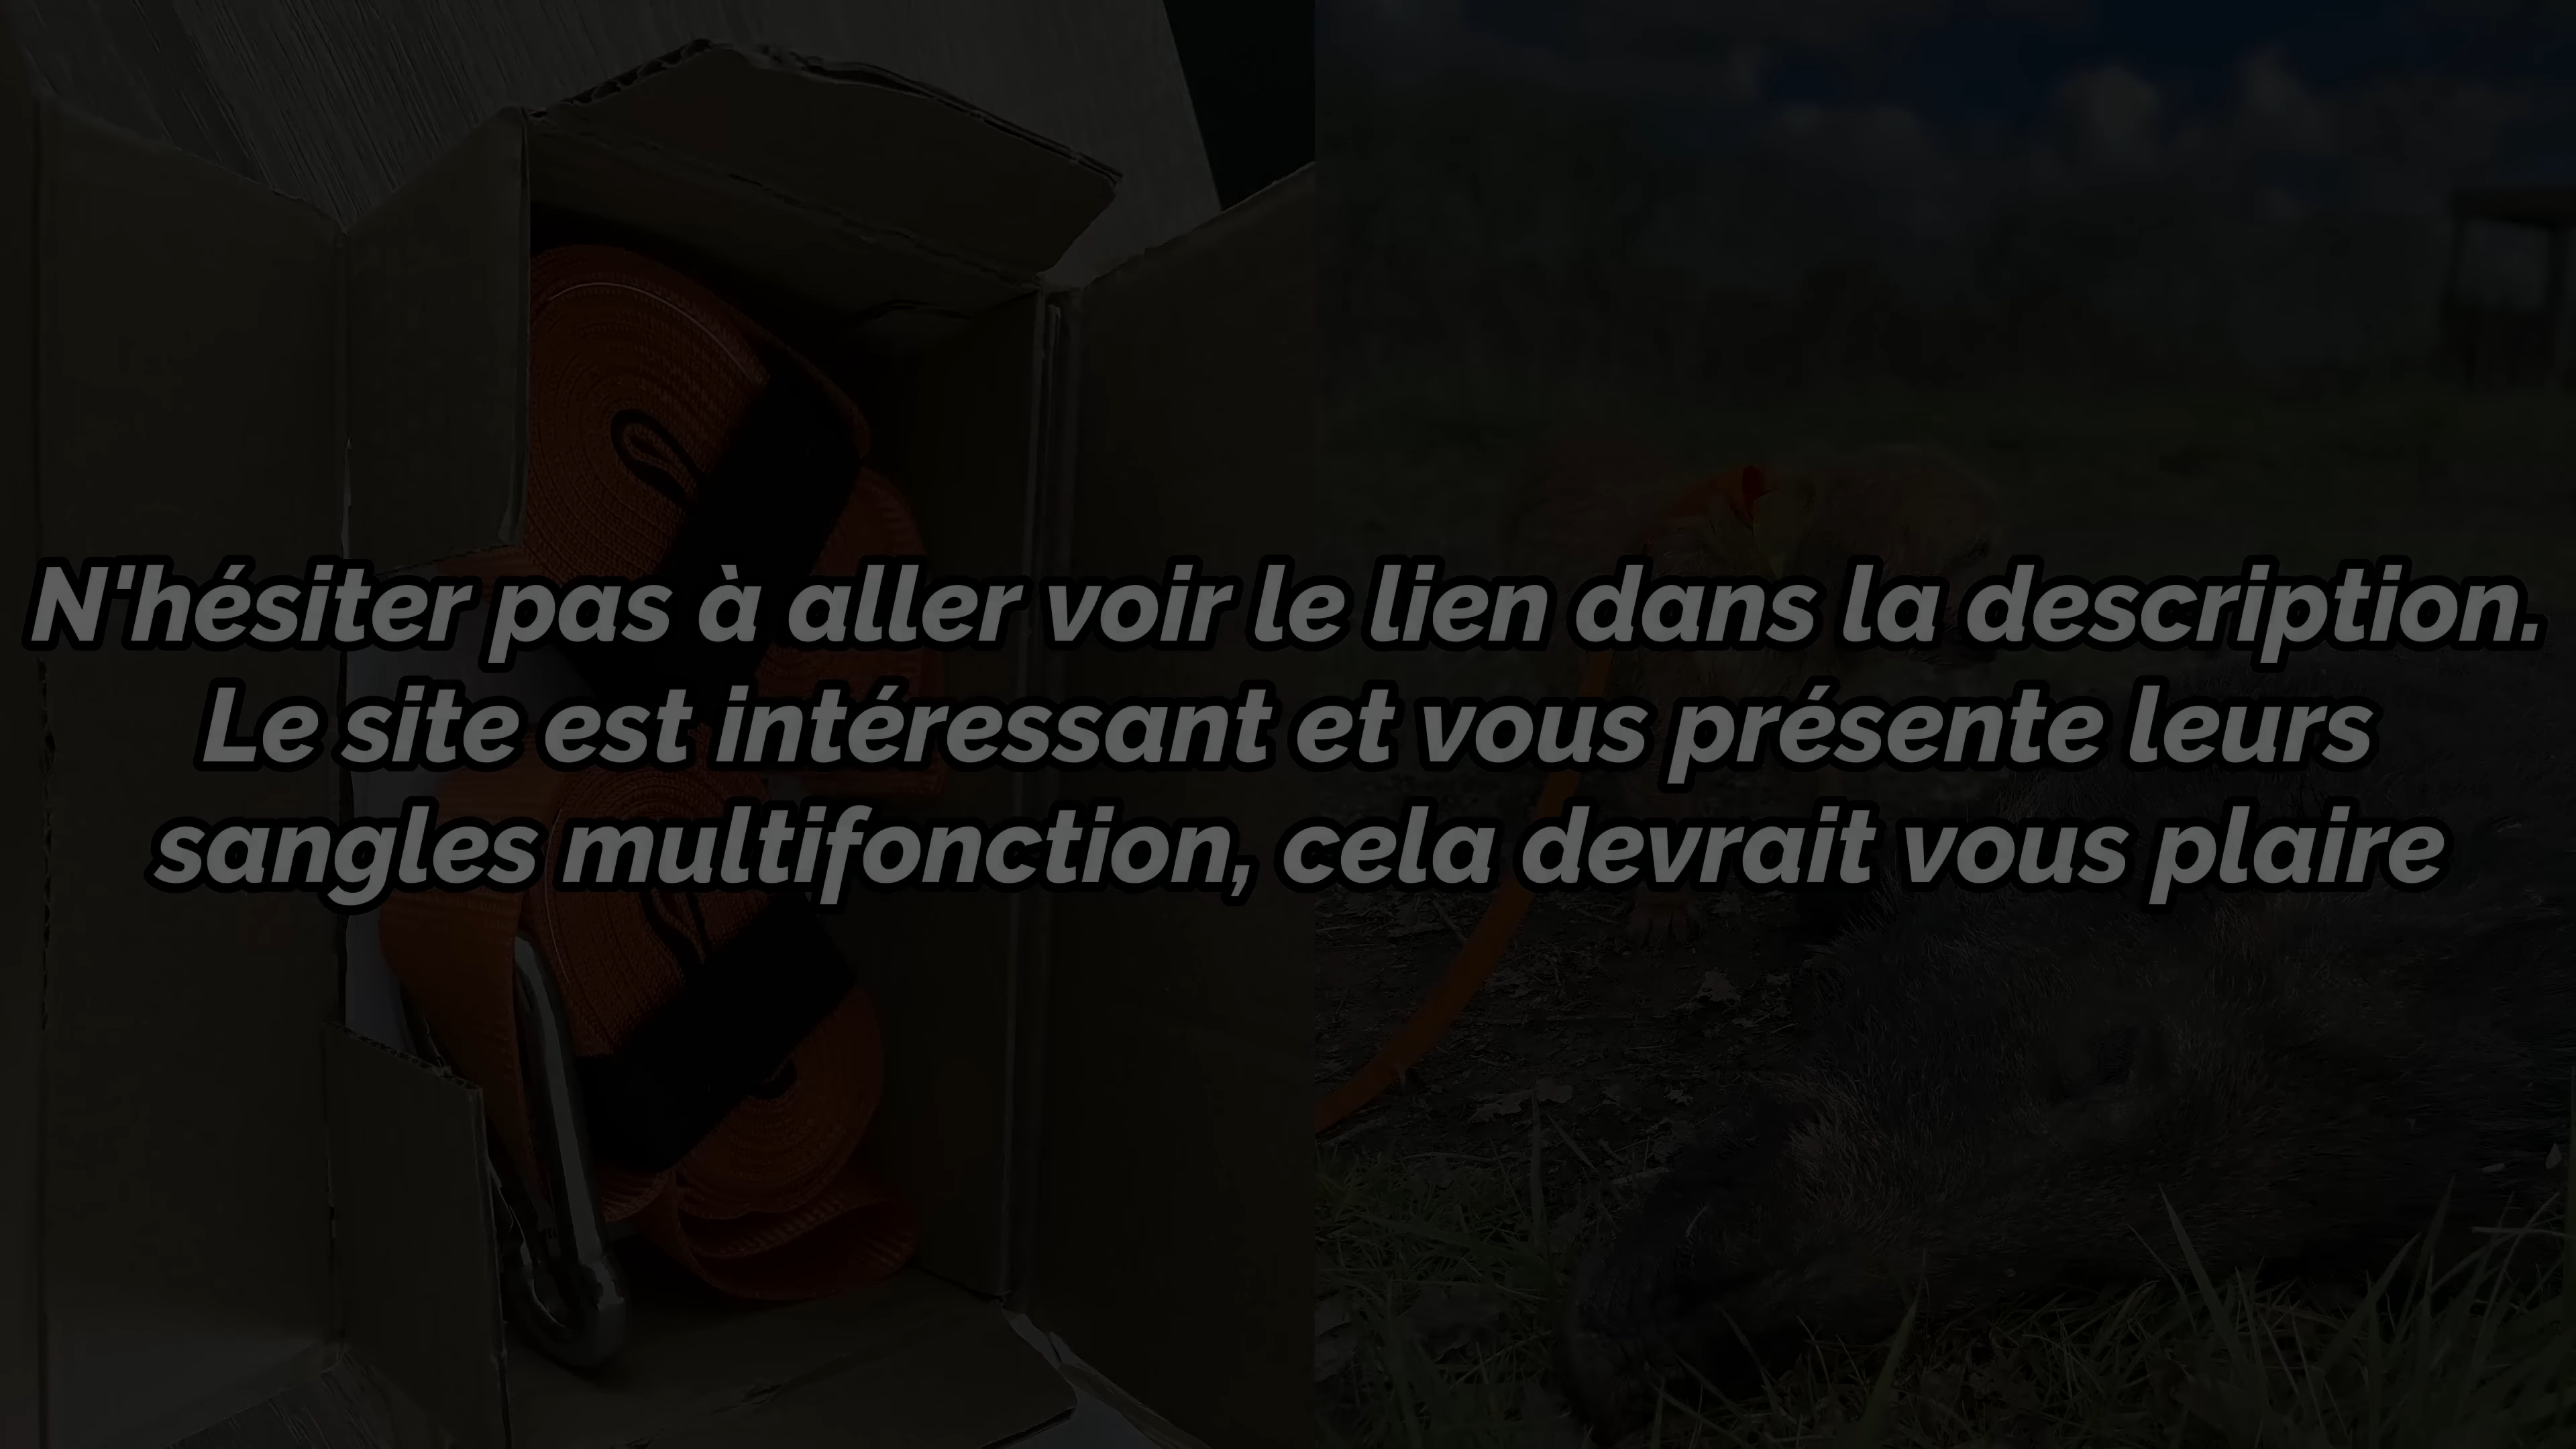 N'hésiter pas à aller voir le lien dans la description.
Le site est intéressant et vous présente leurs
sangles multifonction, cela devrait vous plaire